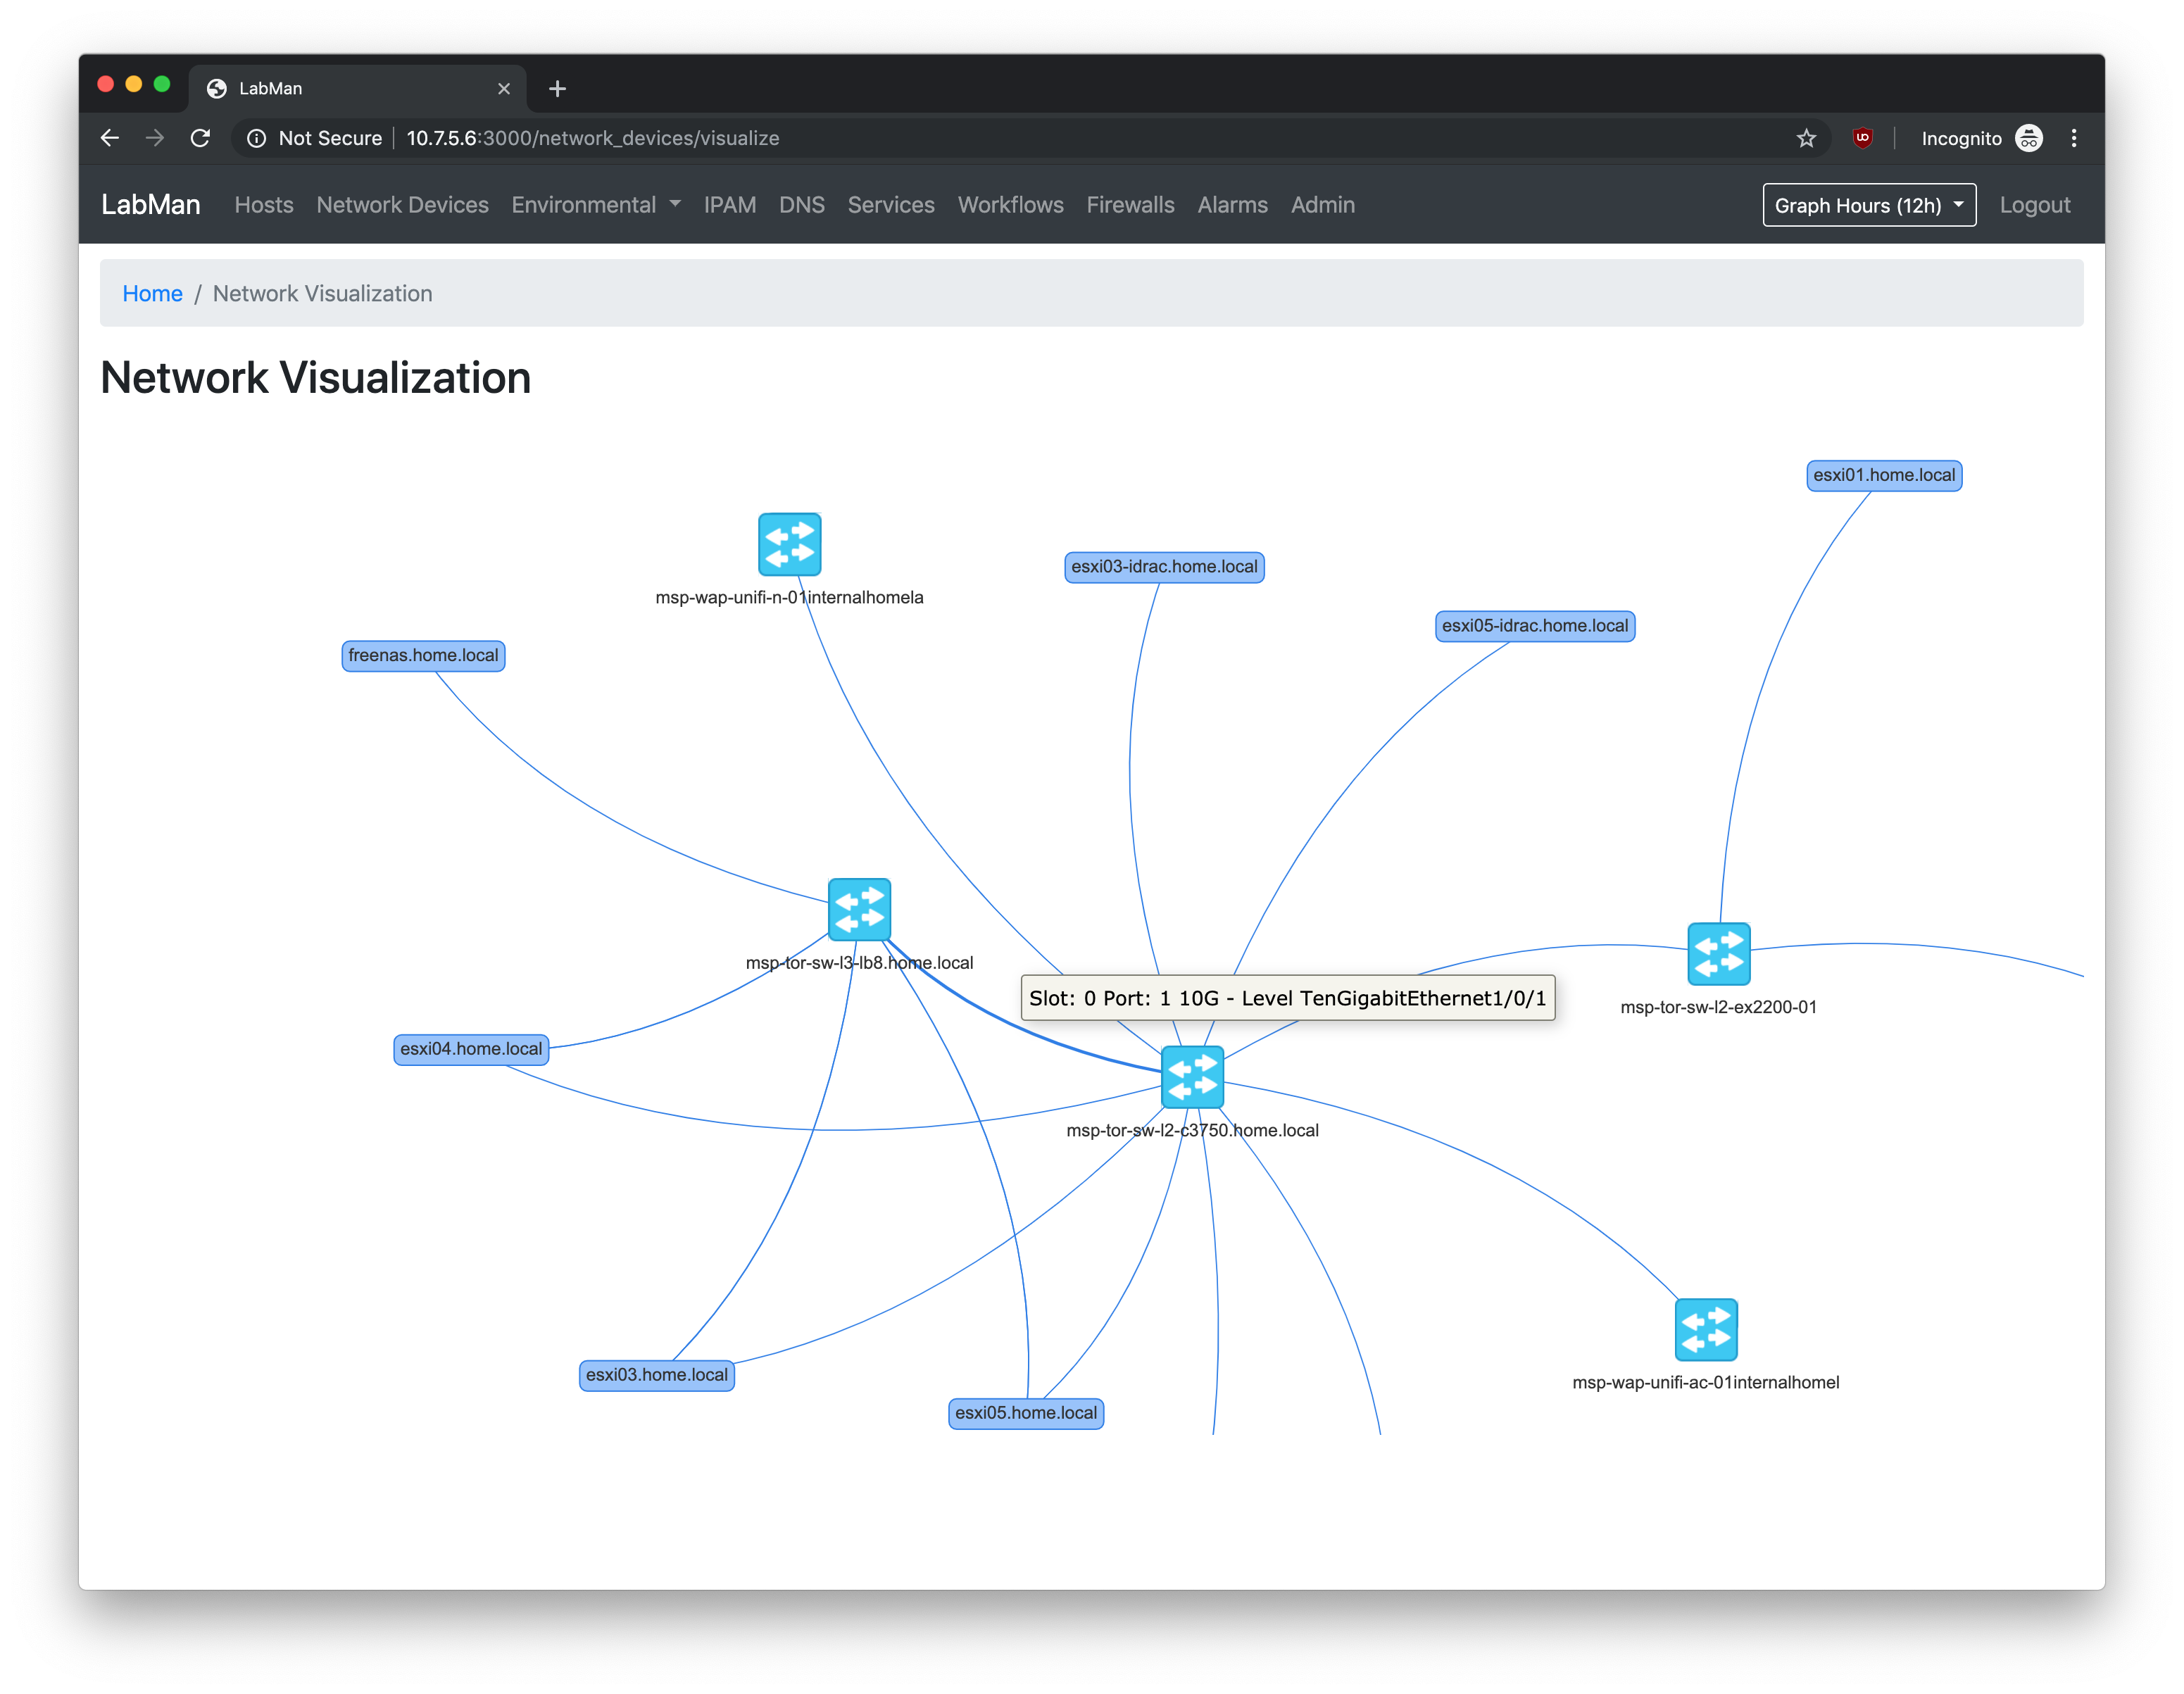 LabMan
Not Secure | 10.7.5.6:3000/network_devices/visualize
Incognito
LabMan Hosts Network Devices Environmental IPAM DNS Services Workflows Firewalls Alarms Admin Graph Hours (12h) Logout
Home / Network Visualization
Network Visualization
esxi01.home.local
msp-wap-unifi-n-01internalhomela
esxi03-idrac.home.local
esxi05-idrac.home.local
freenas.home.local
msp-tor-sw-l3-lb8.home.local
Slot: 0 Port: 1 10G - Level TenGigabitEthernet1/0/1
msp-tor-sw-l2-ex2200-01
esxi04.home.local
msp-tor-sw-l2-c3750.home.local
esxi03.home.local
msp-wap-unifi-ac-01internalhomel
esxi05.home.local